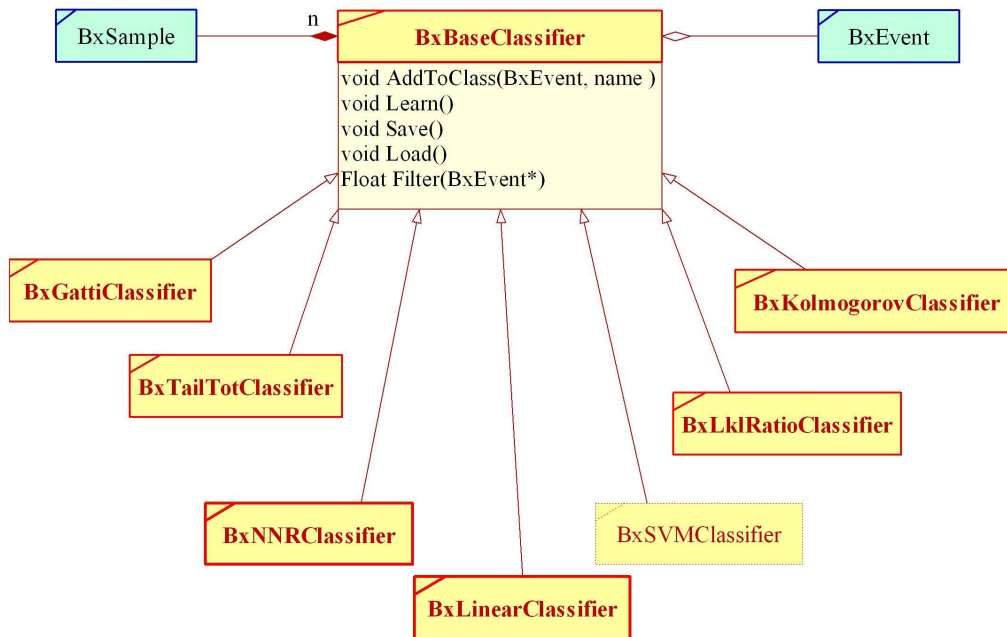 n
BxSample
BxBaseClassifier
BxEvent
void AddToClass(BxEvent, name )
void Learn()
void Save()
void Load()
Float Filter(BxEvent*)
BxGattiClassifier
BxKolmogorovClassifier
BxTailTotClassifier
BxLklRatioClassifier
BxNNRClassifier
BxSVMClassifier
BxLinearClassifier